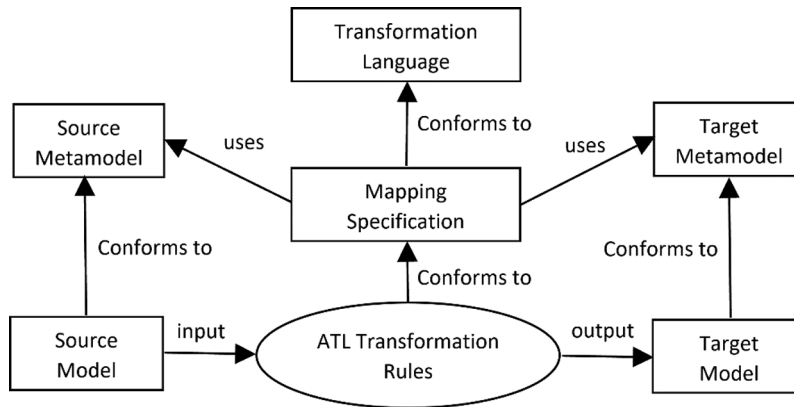 Transformation
Language
Source
Metamodel
uses
Conforms to
uses
Target
Metamodel
Mapping
Specification
Conforms to
Conforms to
Conforms to
Source
Model
input
ATL Transformation
Rules
output
Target
Model